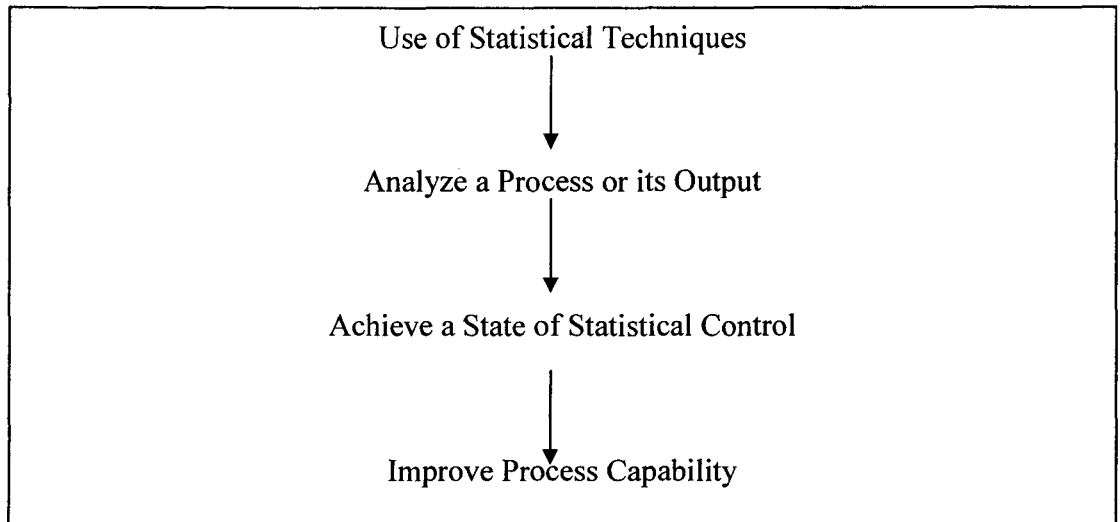 Use of Statistical Techniques
Analyze a Process or its Output
Achieve a State of Statistical Control
Improve Process Capability